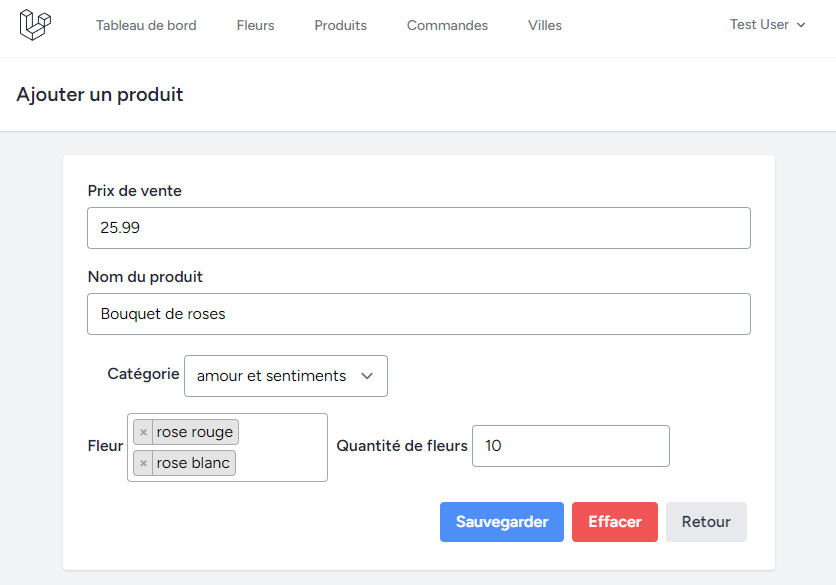 Tableau de bord Fleurs Produits Commandes Villes Test User
Ajouter un produit
Prix de vente
25.99
Nom du produit
Bouquet de roses
Catégorie amour et sentiments
Fleur × rose rouge
× rose blanc
Quantité de fleurs 10
Sauvegarder Effacer Retour